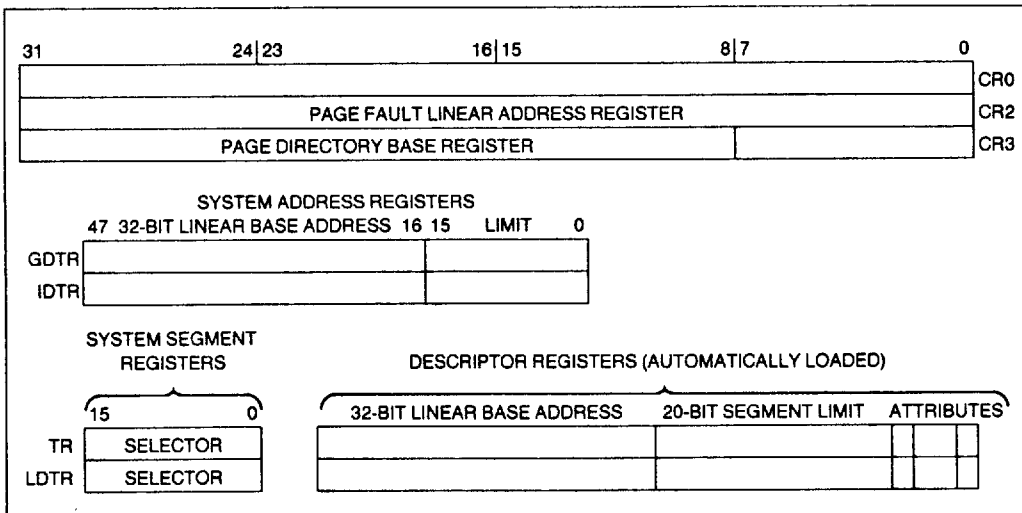 31 24 23 16 15 8 7 0
CR0
PAGE FAULT LINEAR ADDRESS REGISTER CR2
PAGE DIRECTORY BASE REGISTER CR3
SYSTEM ADDRESS REGISTERS
47 32-BIT LINEAR BASE ADDRESS 16 15 LIMIT 0
GDTR
IDTR
SYSTEM SEGMENT
REGISTERS
DESCRIPTOR REGISTERS (AUTOMATICALLY LOADED)
15 0
32-BIT LINEAR BASE ADDRESS 20-BIT SEGMENT LIMIT ATTRIBUTES
TR SELECTOR
LDTR SELECTOR